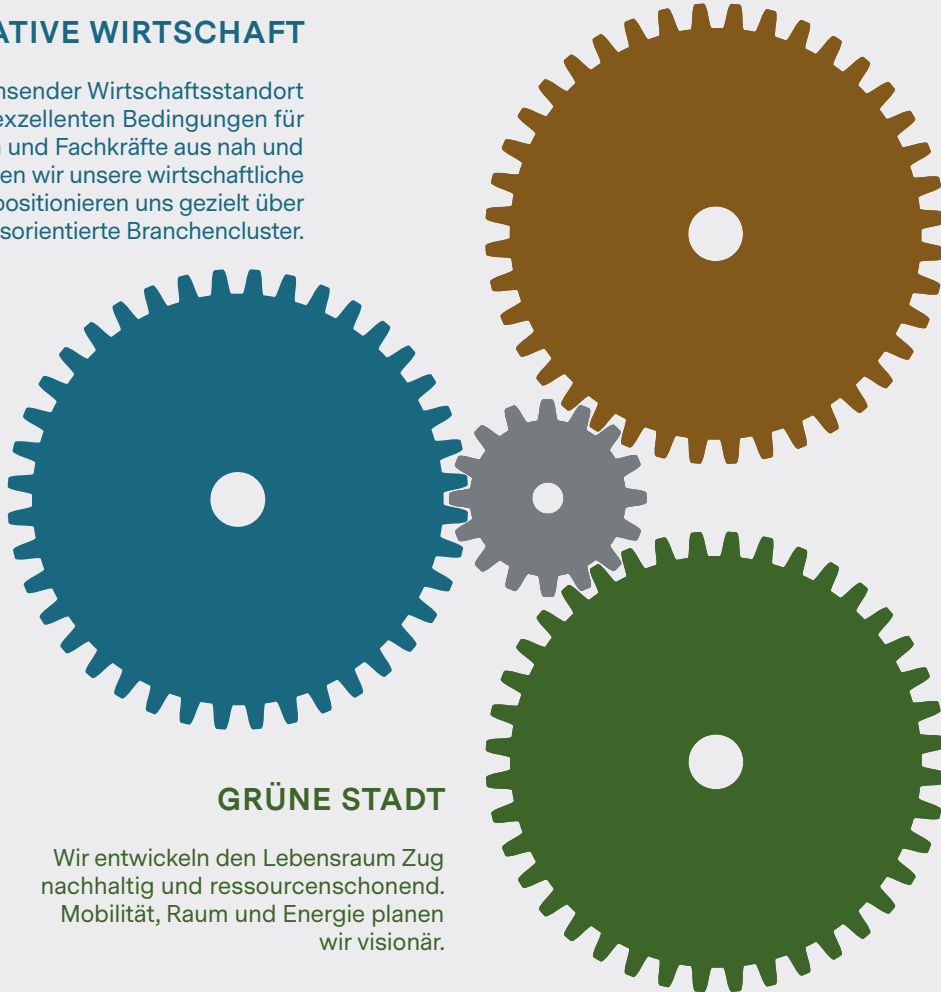 ATIVE WIRTSCHAFT
nsender Wirtschaftsstandort
exzellenten Bedingungen für
und Fachkräfte aus nah und
en wir unsere wirtschaftliche
positionieren uns gezielt über
sorientierte Branchencluster.
GRÜNE STADT
Wir entwickeln den Lebensraum Zug
nachhaltig und ressourcenschonend.
Mobilität, Raum und Energie planen
wir visionär.